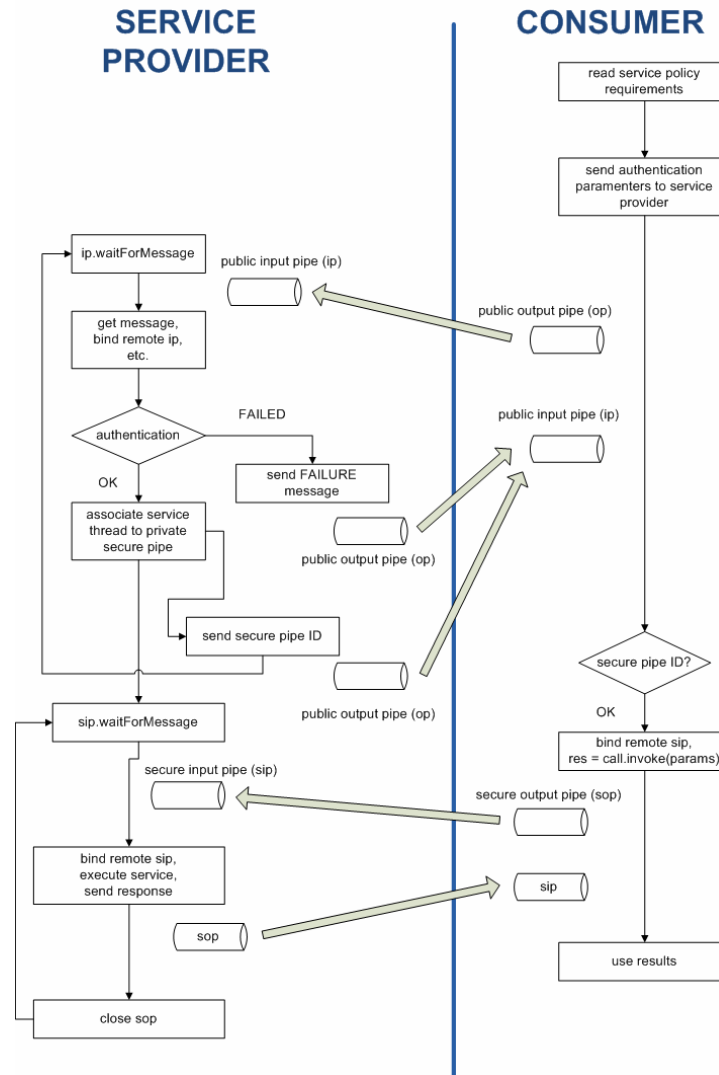 SERVICE
PROVIDER
CONSUMER
read service policy
requirements
send authentication
paramenters to service
provider
ip.waitForMessage
public input pipe (ip)
public output pipe (op)
get message,
bind remote ip,
etc.
FAILED
public input pipe (ip)
authentication
OK
send FAILURE
message
associate service
thread to private
secure pipe
public output pipe (op)
send secure pipe ID
secure pipe ID?
public output pipe (op)
OK
sip.waitForMessage
bind remote sip,
res = call.invoke(params)
secure input pipe (sip)
secure output pipe (sop)
bind remote sip,
execute service,
send response
sip
sop
use results
close sop